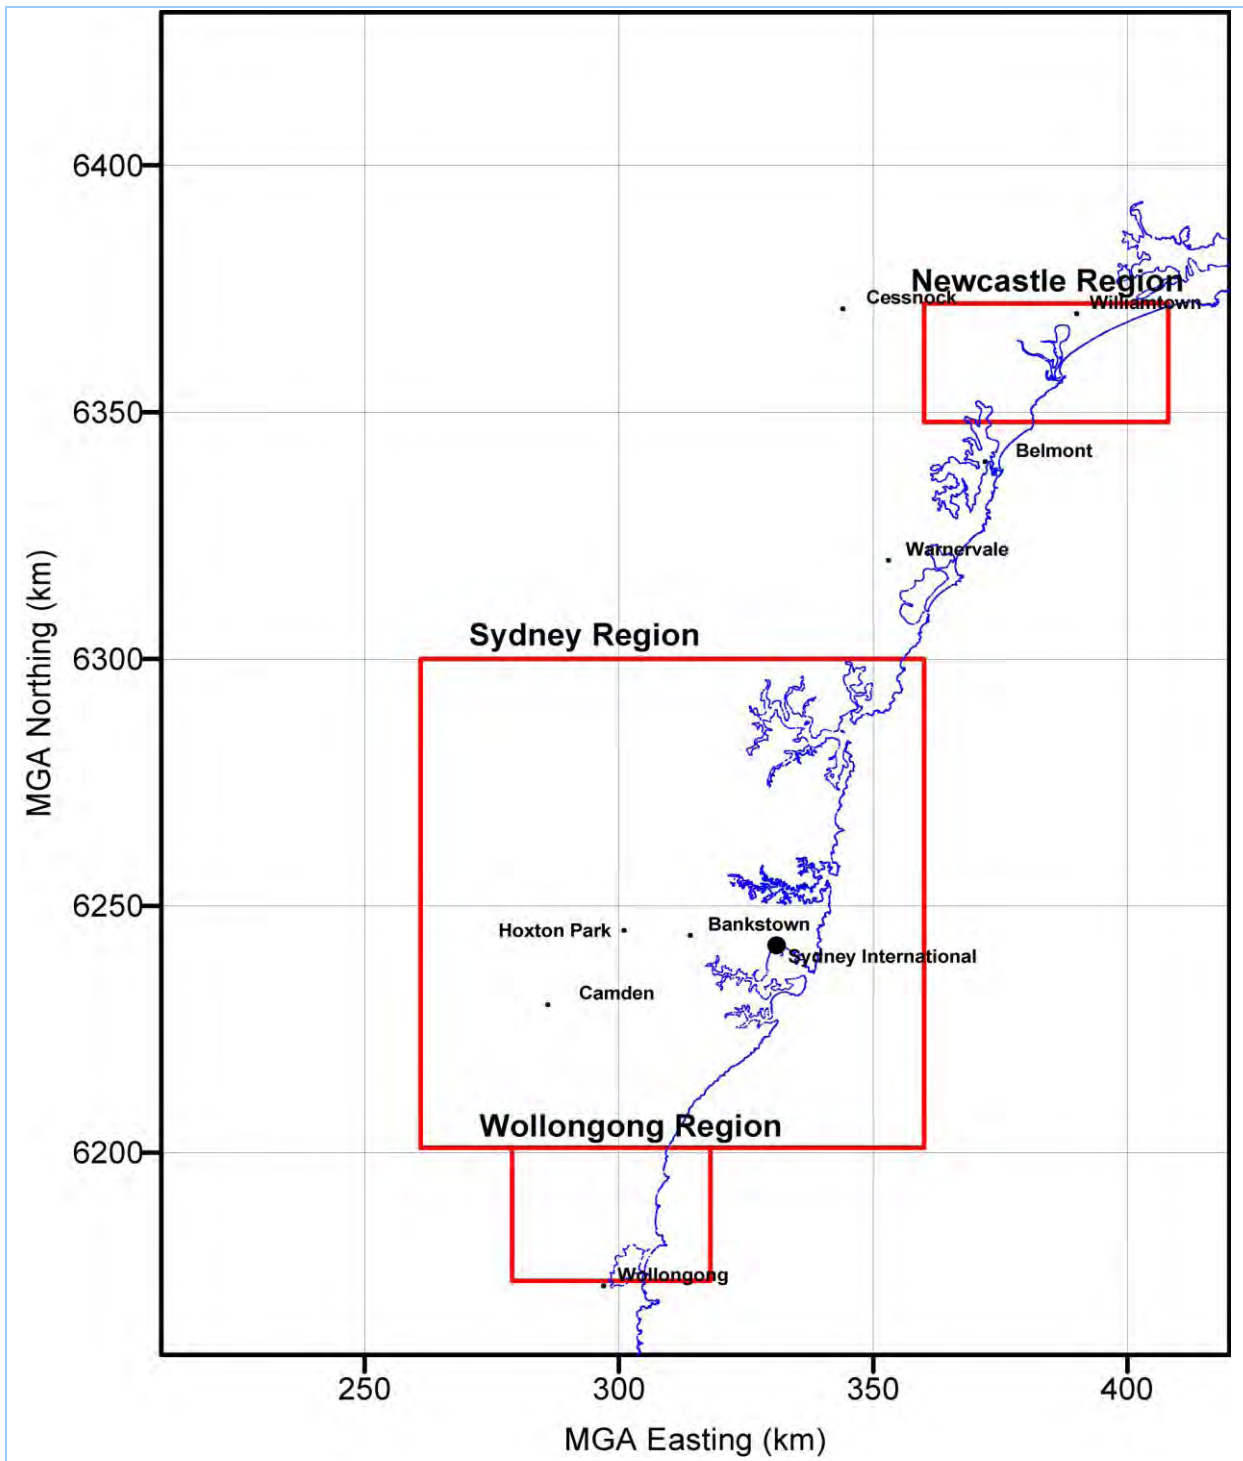 6400
Newcastle Region
Cessnock
Williamtown
6350
Belmont
Warnervale
MGA Northing (km)
Sydney Region
6300
6250
Hoxton Park
Bankstown
Sydney International
Camden
Wollongong Region
6200
Wollongong
250
300
350
400
MGA Easting (km)